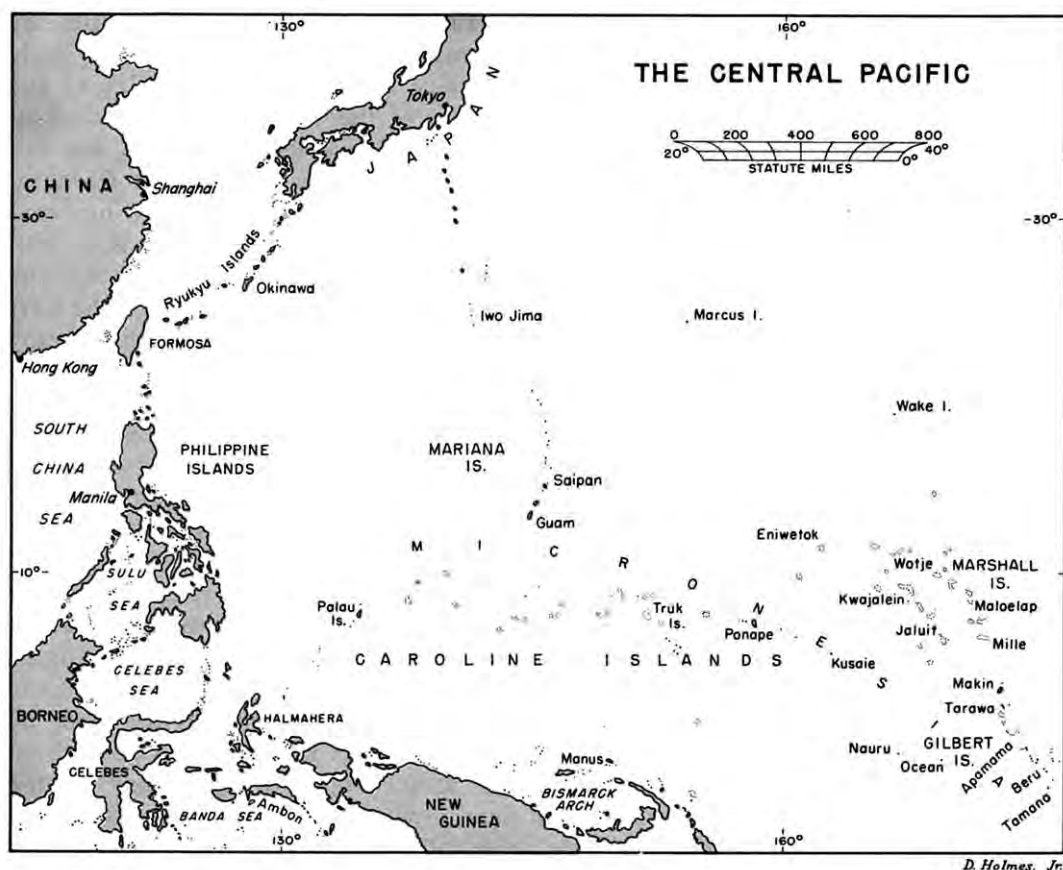 130°
160°
THE CENTRAL PACIFIC
0 200 400 600 800
20° 40°
0°
STATUTE MILES
Tokyo
JAPAN
CHINA
Shanghai
30°
30°
Ryukyu Islands
Okinawa
Iwo Jima
Marcus I.
FORMOSA
Hong Kong
Wake I.
SOUTH
CHINA
SEA
PHILIPPINE
ISLANDS
MARIANA
IS.
Saipan
Manila
Guam
MICRONESIA
Eniwetok
10°
SULU
SEA
Wotje
MARSHALL
IS.
Kwajalein
Maloelap
Palau
Is.
Truk
Is.
Ponape
Jaluit
Mille
CAROLINE ISLANDS
Kusaie
CELEBES
SEA
Makin
Tarawa
BORNEO
HALMAHERA
Nauru
GILBERT
IS.
Ocean
Apamama
Beru
Tamana
CELEBES
Manus
BISMARCK
ARCH
BANDA SEA
Ambon
NEW
GUINEA
130°
160°
D. Holmes, Jr.